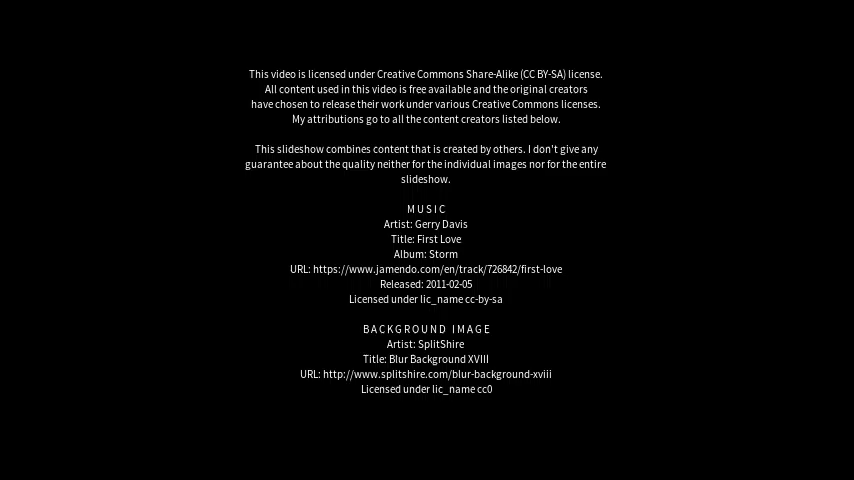 This video is licensed under Creative Commons Share-Alike (CC BY-SA) license.
All content used in this video is free available and the original creators
have chosen to release their work under various Creative Commons licenses.
My attributions go to all the content creators listed below.
This slideshow combines content that is created by others. I don't give any
guarantee about the quality neither for the individual images nor for the entire
slideshow.
MUSIC
Artist: Gerry Davis
Title: First Love
Album: Storm
URL: https://www.jamendo.com/en/track/726842/first-love
Released: 2011-02-05
Licensed under lic_name cc-by-sa
BACKGROUND IMAGE
Artist: SplitShire
Title: Blur Background XVIII
URL: http://www.splitshire.com/blur-background-xviii
Licensed under lic_name cc0